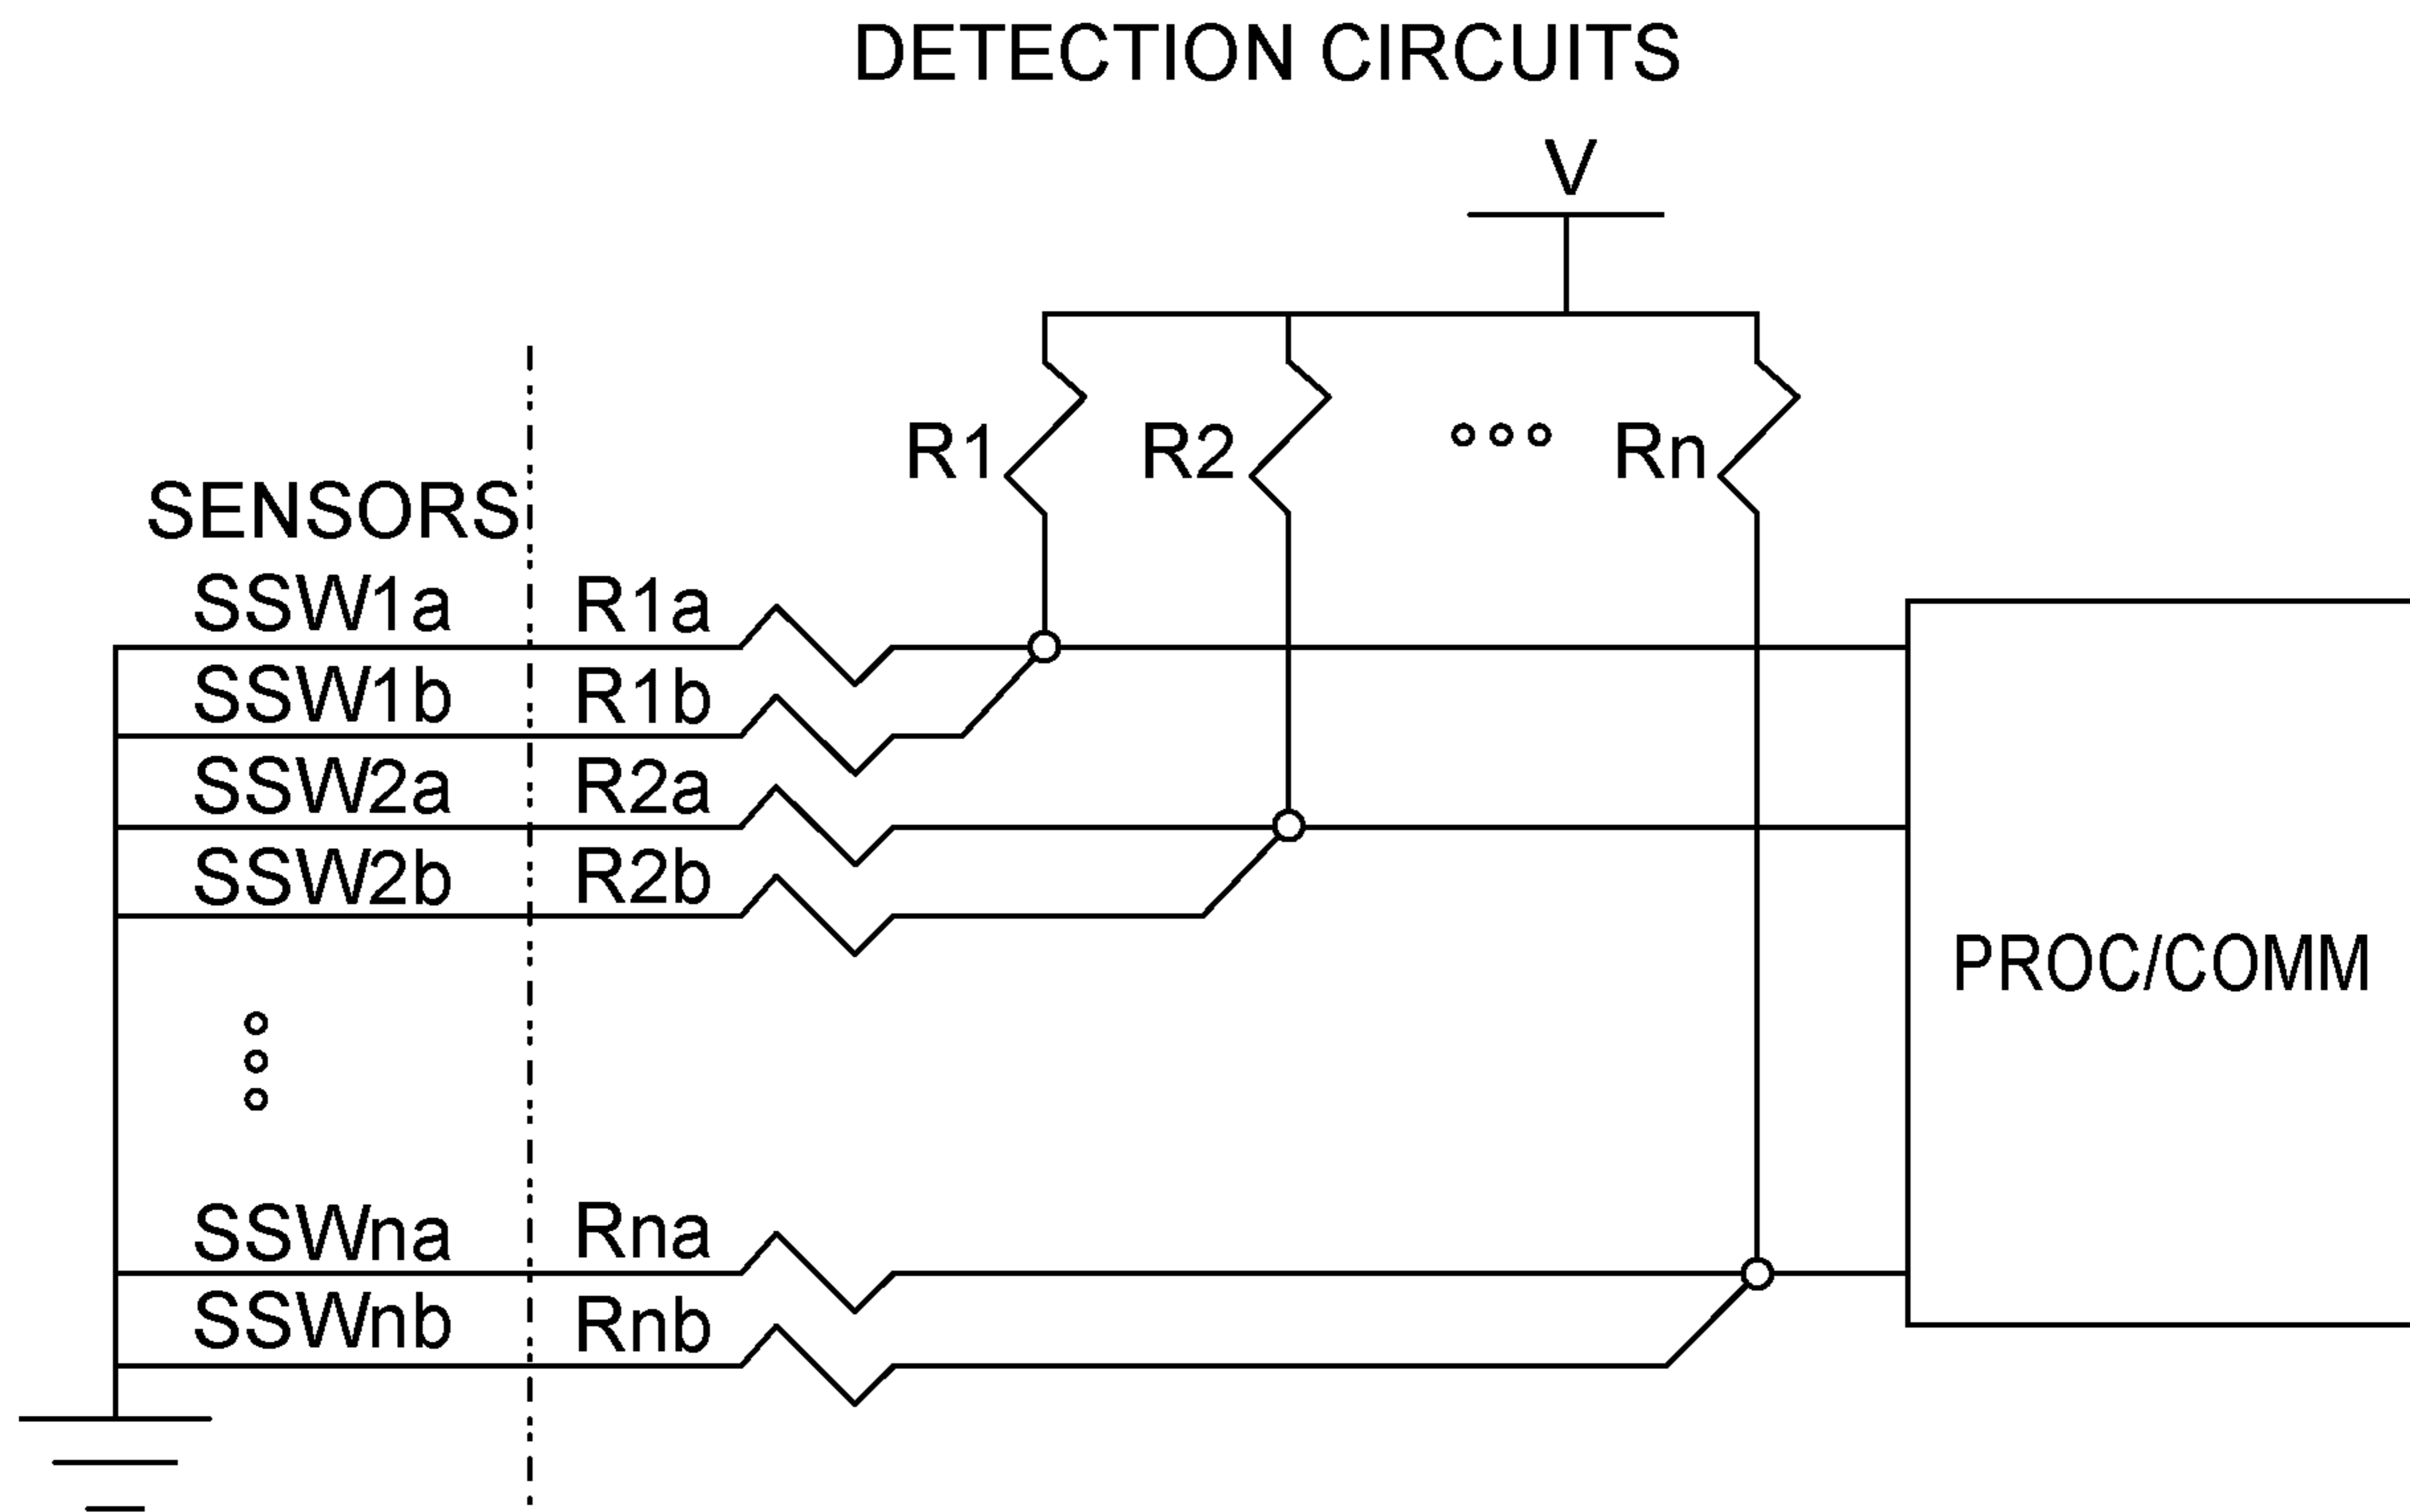 DETECTION CIRCUITS
V
R1
R2
Rn
SENSORS
SSW1a
R1a
SSW1b
R1b
SSW2a
R2a
SSW2b
R2b
PROC/COMM
SSWna
Rna
SSWnb
Rnb